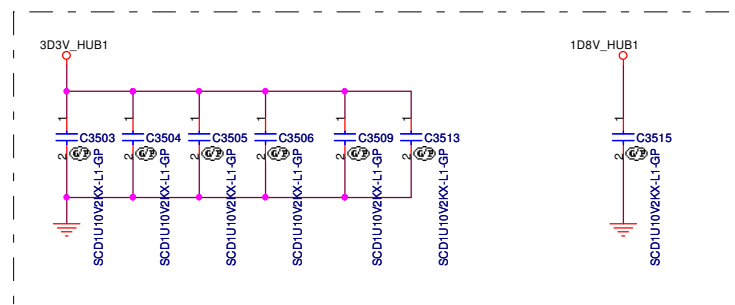 3D3V_HUB1
1D8V_HUB1
1
C3503
2
SCD1U10V2KX-L1-GP
1
C3504
2
SCD1U10V2KX-L1-GP
1
C3505
2
SCD1U10V2KX-L1-GP
1
C3506
2
SCD1U10V2KX-L1-GP
1
C3509
2
SCD1U10V2KX-L1-GP
1
C3513
2
SCD1U10V2KX-L1-GP
1
C3515
2
SCD1U10V2KX-L1-GP